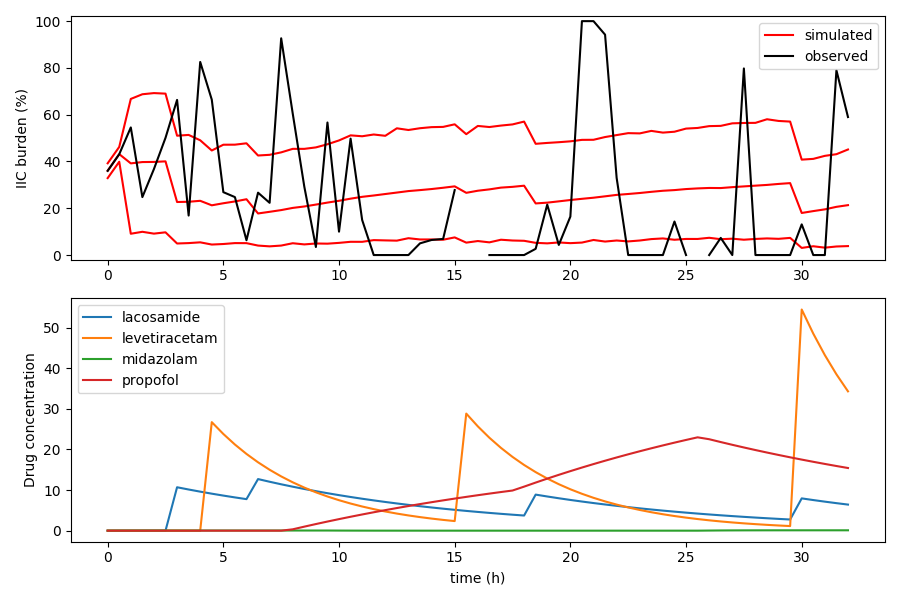 100
80
60
40
20
0
IIC burden (%)
simulated
observed
0 5 10 15 20 25 30
50
40
30
20
10
0
Drug concentration
lacosamide
levetiracetam
midazolam
propofol
0 5 10 15 20 25 30
time (h)